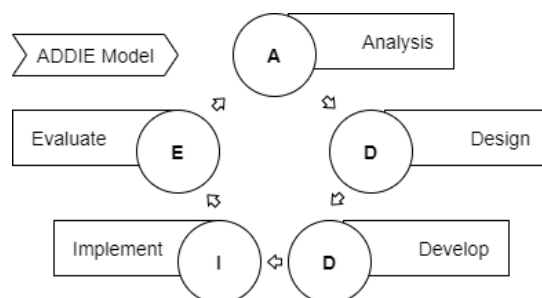 ADDIE Model
A
Analysis
D
Design
D
Develop
I
Implement
E
Evaluate